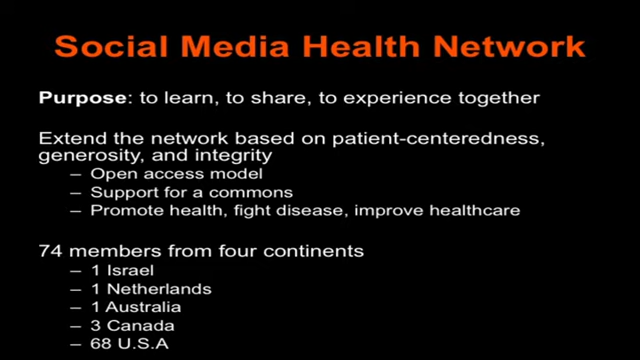 Social Media Health Network
Purpose: to learn, to share, to experience together
Extend the network based on patient-centeredness,
generosity, and integrity
– Open access model
– Support for a commons
– Promote health, fight disease, improve healthcare
74 members from four continents
– 1 Israel
– 1 Netherlands
– 1 Australia
– 3 Canada
– 68 U.S.A